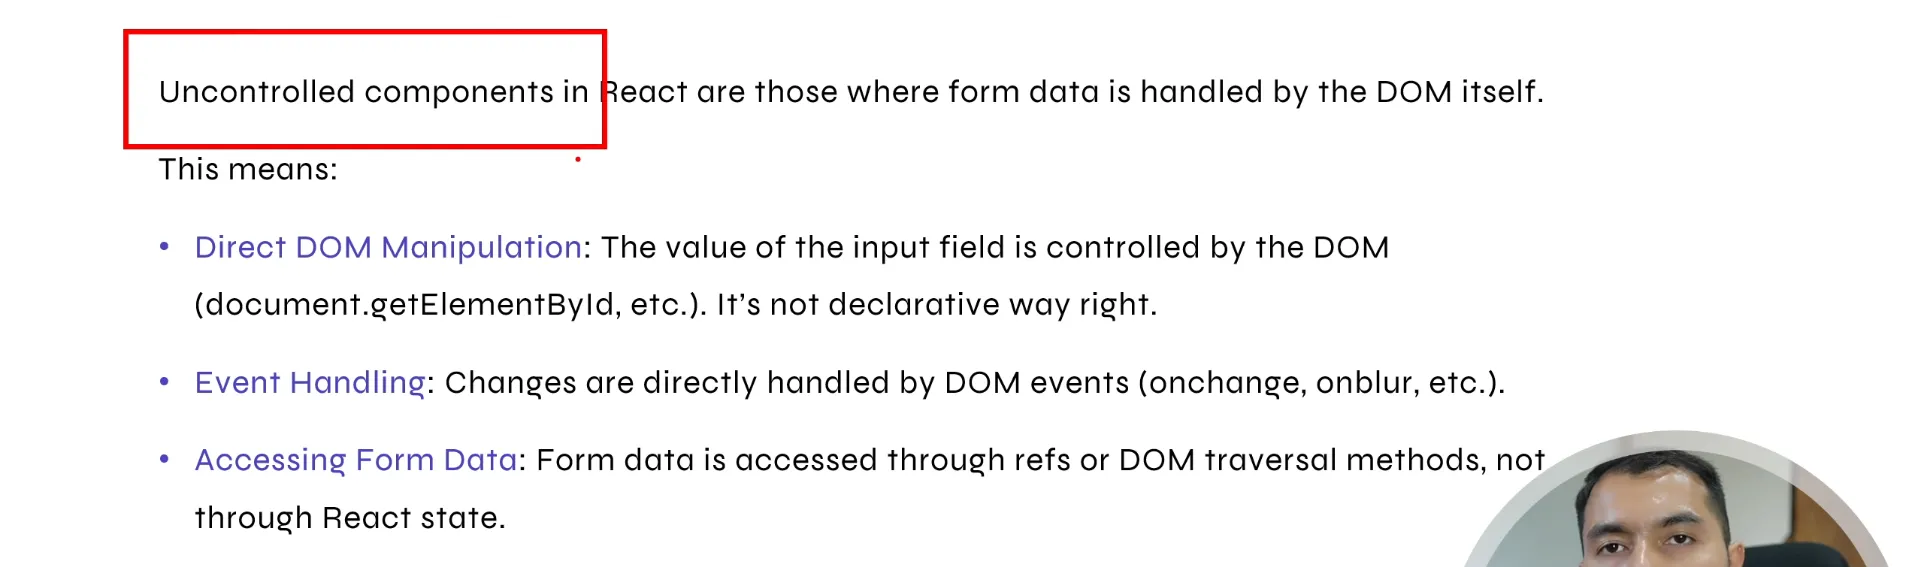 Uncontrolled components in React are those where form data is handled by the DOM itself.
This means:
• Direct DOM Manipulation: The value of the input field is controlled by the DOM
(document.getElementById, etc.). It’s not declarative way right.
• Event Handling: Changes are directly handled by DOM events (onchange, onblur, etc.).
• Accessing Form Data: Form data is accessed through refs or DOM traversal methods, not
through React state.